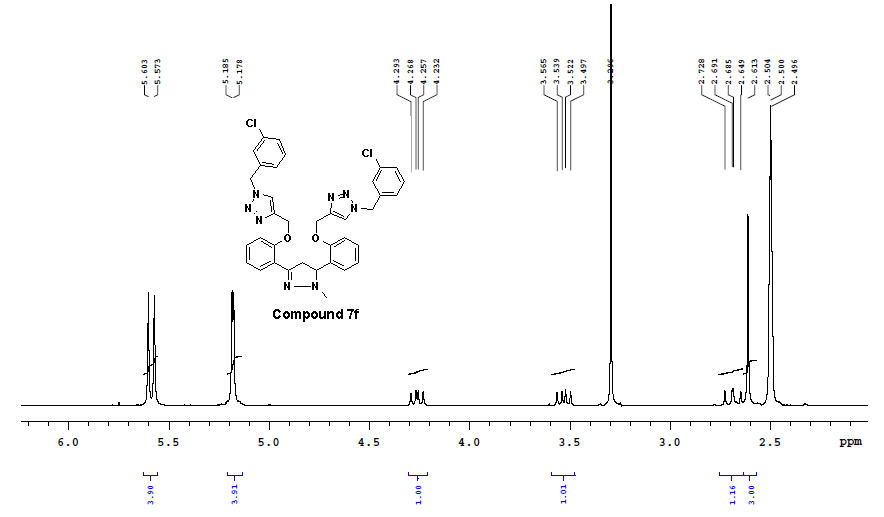 5.603
5.573
5.185
5.178
4.293
4.268
4.257
4.232
3.565
3.539
3.522
3.497
3.296
2.728
2.691
2.685
2.649
2.613
2.504
2.500
2.496
Cl
Cl
N
N
N
N
N
N
O
O
N
N
Compound 7f
6.0 5.5 5.0 4.5 4.0 3.5 3.0 2.5 ppm
3.90
3.91
1.00
1.01
1.16
3.00